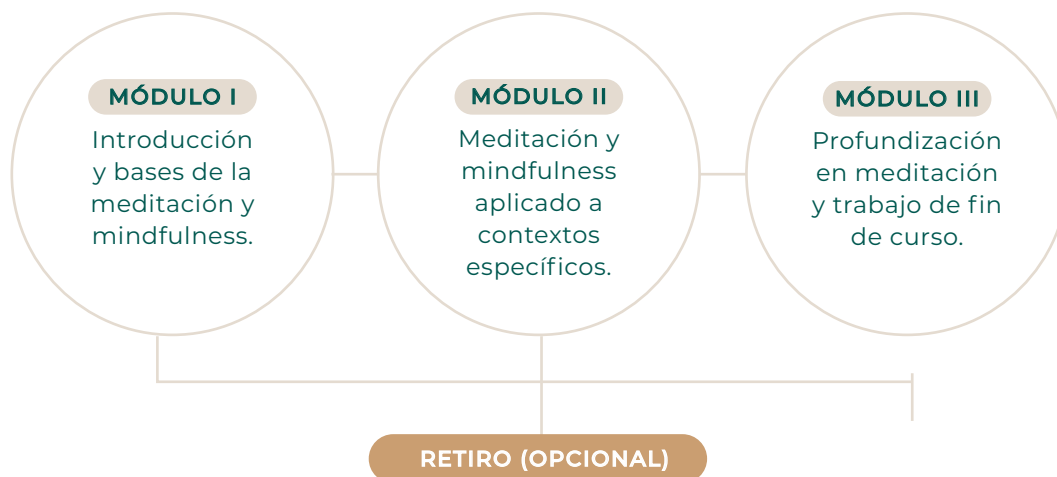 MÓDULO I
Introducción
y bases de la
meditación y
mindfulness.
MÓDULO II
Meditación y
mindfulness
aplicado a
contextos
específicos.
MÓDULO III
Profundización
en meditación
y trabajo de fin
de curso.
RETIRO (OPCIONAL)